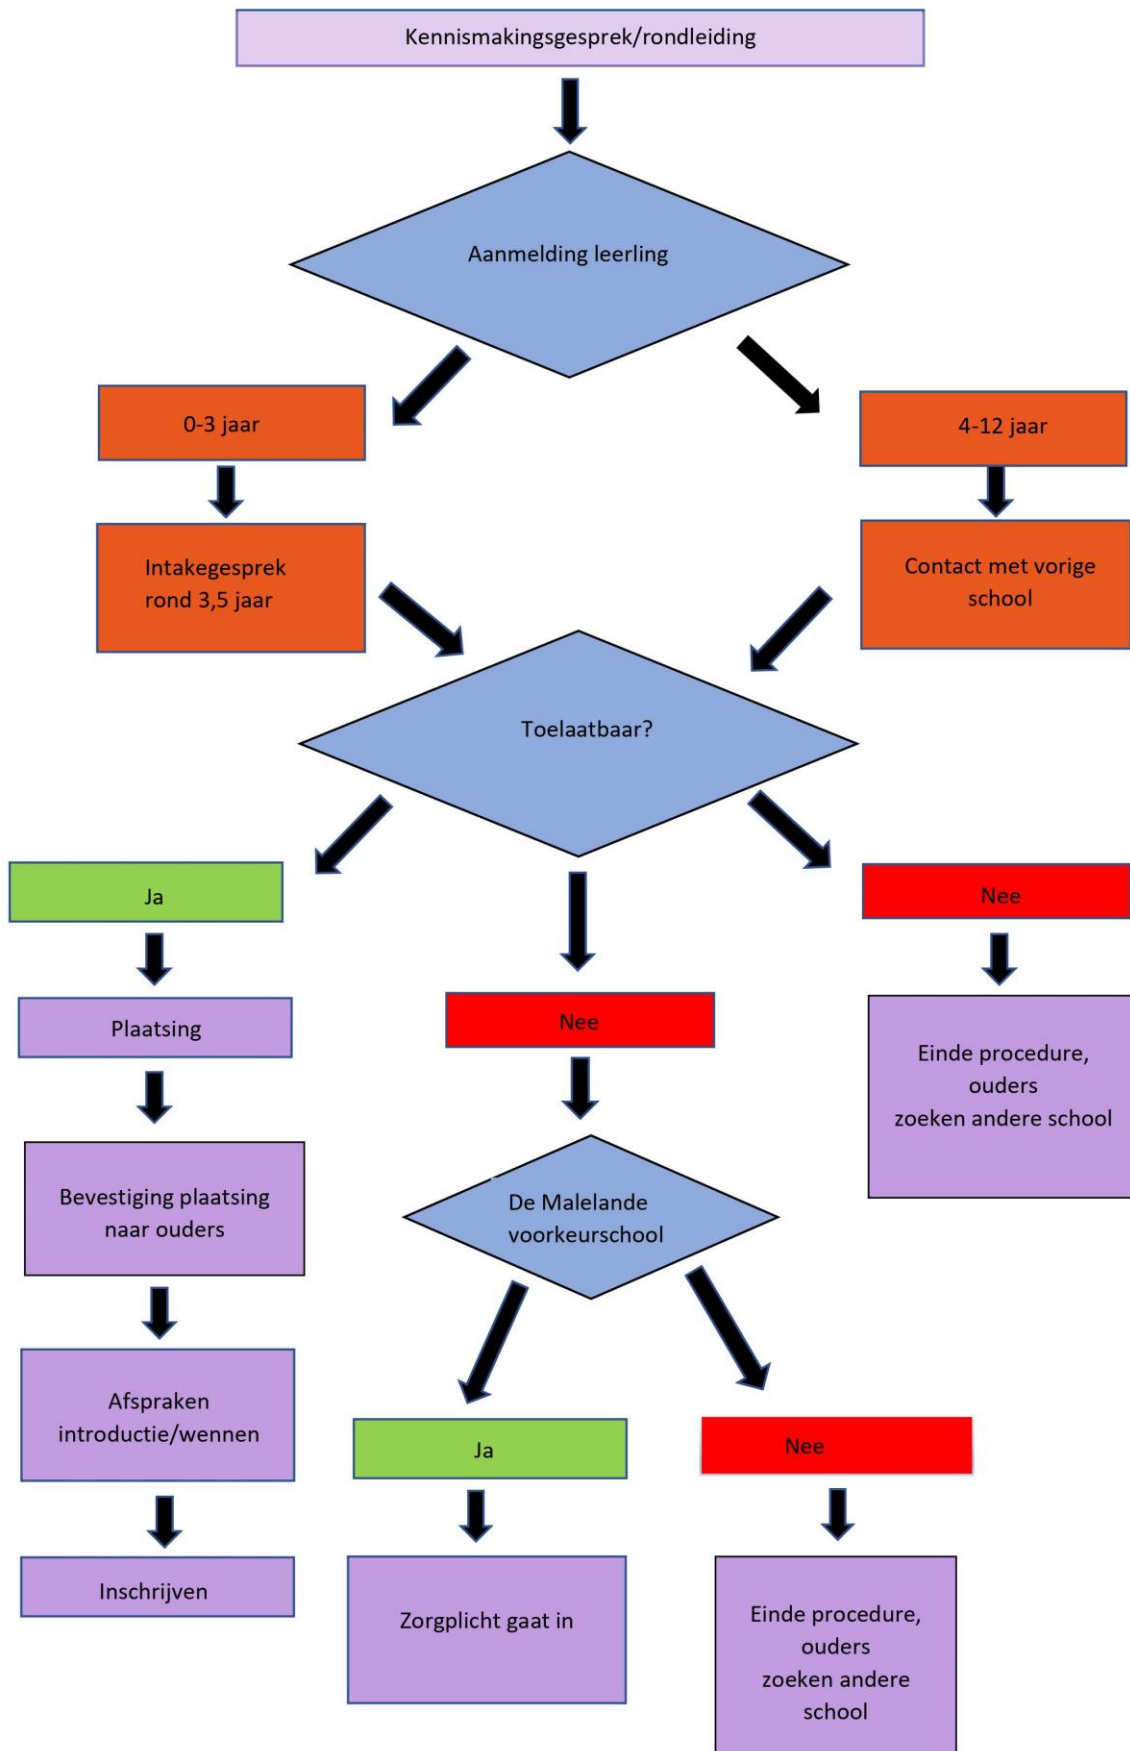 Kennismakingsgesprek/rondleiding
Aanmelding leerling
0-3 jaar
4-12 jaar
Intakegesprek
rond 3,5 jaar
Contact met vorige
school
Toelaatbaar?
Ja
Nee
Plaatsing
Nee
Einde procedure,
ouders
zoeken andere school
Bevestiging plaatsing
naar ouders
De Malelande
voorkeurschool
Afspraken
introductie/wennen
Ja
Nee
Inschrijven
Zorgplicht gaat in
Einde procedure,
ouders
zoeken andere
school